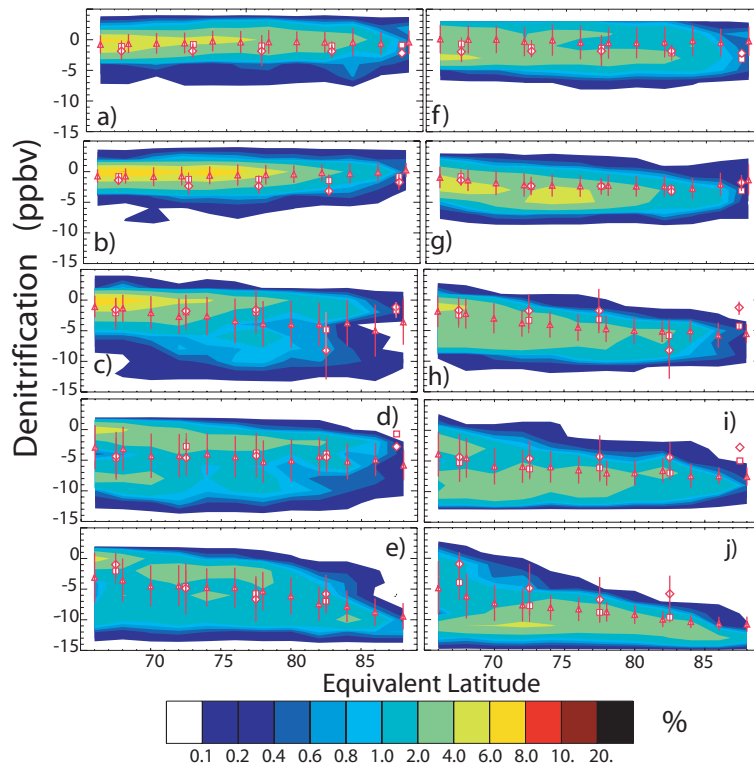 0
-5
-10
-15
a)
f)
0
-5
-10
-15
b)
g)
0
-5
-10
-15
c)
h)
0
-5
-10
-15
d)
i)
0
-5
-10
-15
e)
j)
Denitrification (ppbv)
70 75 80 85 70 75 80 85
Equivalent Latitude
%
0.1 0.2 0.4 0.6 0.8 1.0 2.0 4.0 6.0 8.0 10. 20.